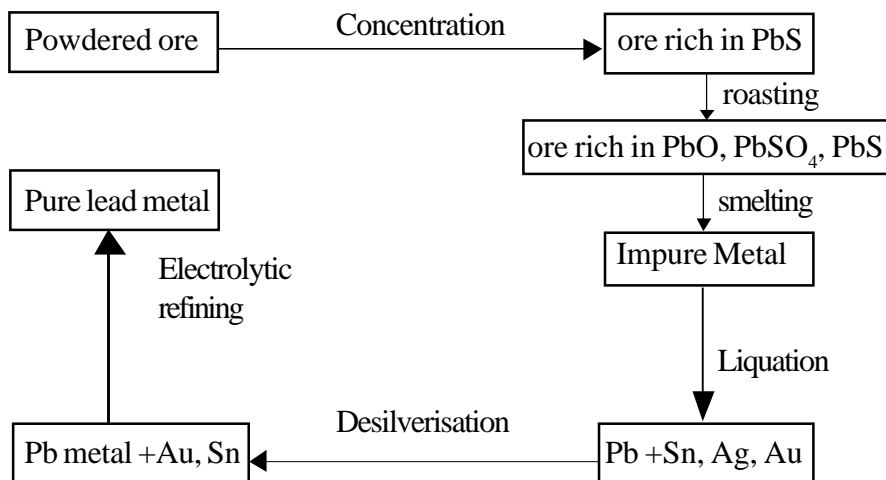 Powdered ore
Concentration
ore rich in PbS
roasting
ore rich in PbO, PbSO₄, PbS
smelting
Impure Metal
Liquation
Pb +Sn, Ag, Au
Desilverisation
Pb metal +Au, Sn
Electrolytic
refining
Pure lead metal